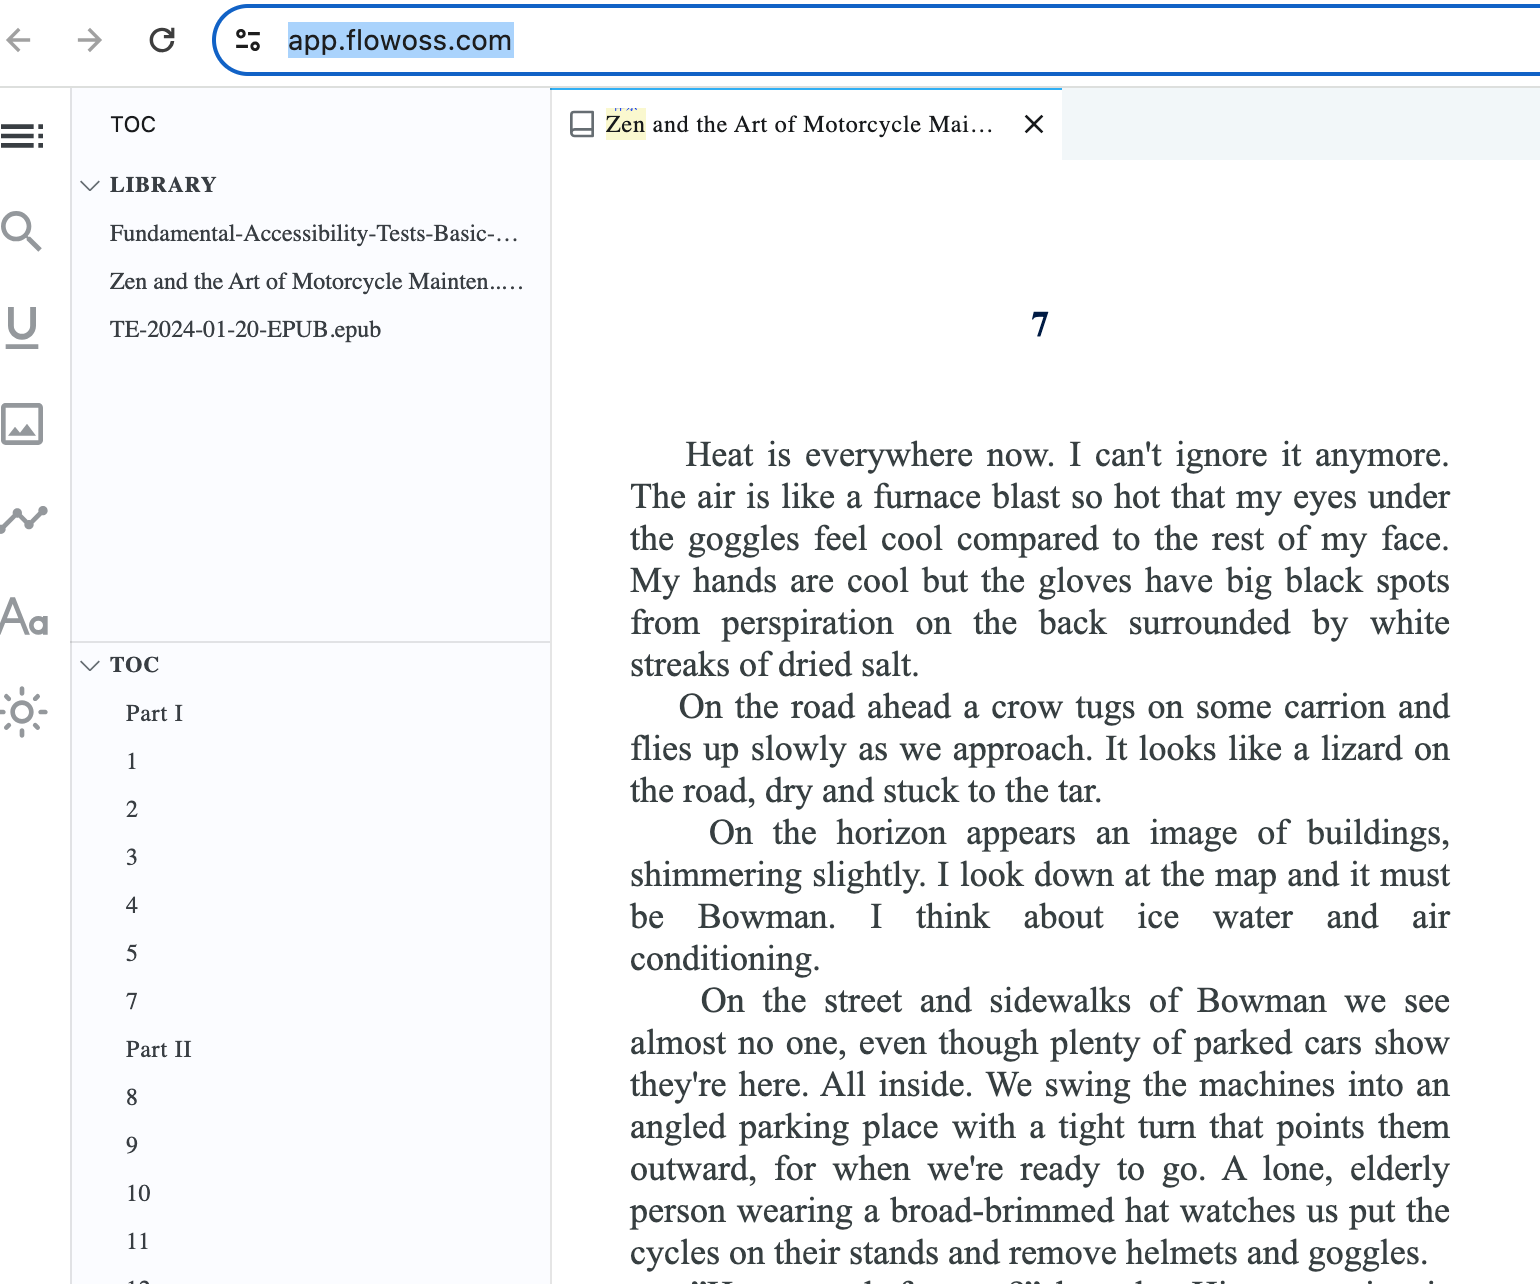 app.flowoss.com
TOC
LIBRARY
Fundamental-Accessibility-Tests-Basic-...
Zen and the Art of Motorcycle Mainten.....
TE-2024-01-20-EPUB.epub
TOC
Part I
1
2
3
4
5
7
Part II
8
9
10
11
Zen and the Art of Motorcycle Mai...
7
Heat is everywhere now. I can't ignore it anymore.
The air is like a furnace blast so hot that my eyes under
the goggles feel cool compared to the rest of my face.
My hands are cool but the gloves have big black spots
from perspiration on the back surrounded by white
streaks of dried salt.
On the road ahead a crow tugs on some carrion and
flies up slowly as we approach. It looks like a lizard on
the road, dry and stuck to the tar.
On the horizon appears an image of buildings,
shimmering slightly. I look down at the map and it must
be Bowman. I think about ice water and air
conditioning.
On the street and sidewalks of Bowman we see
almost no one, even though plenty of parked cars show
they're here. All inside. We swing the machines into an
angled parking place with a tight turn that points them
outward, for when we're ready to go. A lone, elderly
person wearing a broad-brimmed hat watches us put the
cycles on their stands and remove helmets and goggles.